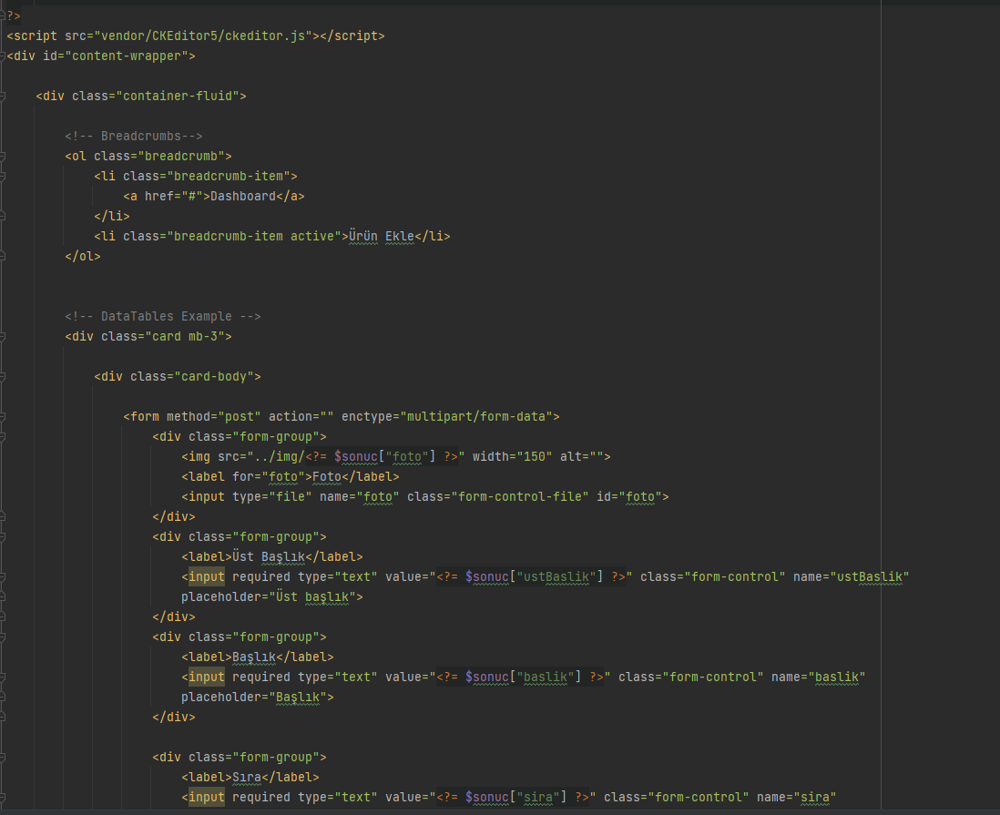 ?>
<script src="vendor/CKEditor5/ckeditor.js"></script>
<div id="content-wrapper">
<div class="container-fluid">
<!-- Breadcrumbs-->
<ol class="breadcrumb">
<li class="breadcrumb-item">
<a href="#">Dashboard</a>
</li>
<li class="breadcrumb-item active">Ürün Ekle</li>
</ol>
<!-- DataTables Example -->
<div class="card mb-3">
<div class="card-body">
<form method="post" action="" enctype="multipart/form-data">
<div class="form-group">
<img src="../img/<?= $sonuc["foto"] ?>" width="150" alt="">
<label for="foto">Foto</label>
<input type="file" name="foto" class="form-control-file" id="foto">
</div>
<div class="form-group">
<label>Üst Başlık</label>
<input required type="text" value="<?= $sonuc["ustBaslik"] ?>" class="form-control" name="ustBaslik"
placeholder="Üst başlık">
</div>
<div class="form-group">
<label>Başlık</label>
<input required type="text" value="<?= $sonuc["baslik"] ?>" class="form-control" name="baslik"
placeholder="Başlık">
</div>
<div class="form-group">
<label>Sıra</label>
<input required type="text" value="<?= $sonuc["sira"] ?>" class="form-control" name="sira"